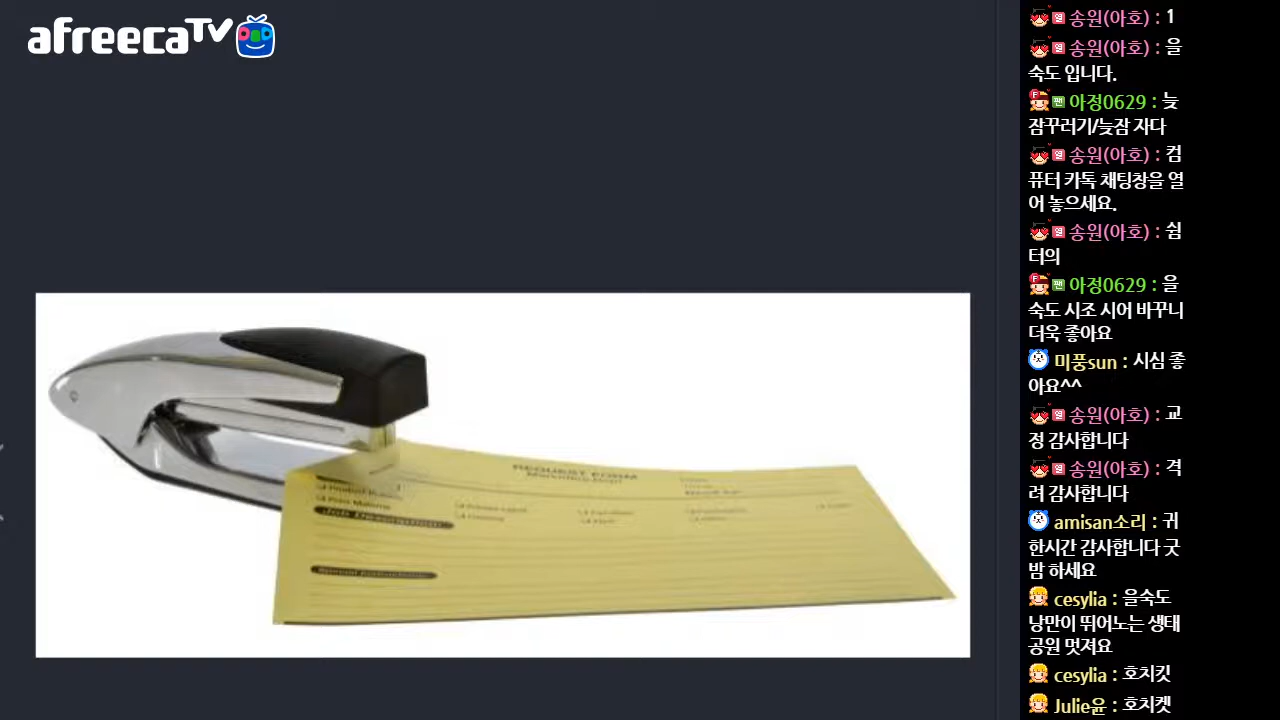 afreecaTV
REQUEST FORM
송원(아호) : 1
송원(아호) : 을
숙도 입니다.
아정0629 : 늦
잠꾸러기/늦잠 자다
송원(아호) : 컴
퓨터 카톡 채팅창을 열
어 놓으세요.
송원(아호) : 쉼
터의
아정0629 : 을
숙도 시조 시어 바꾸니
더욱 좋아요
미풍sun : 시심 좋
아요^^
송원(아호) : 교
정 감사합니다
송원(아호) : 격
려 감사합니다
amisan소리 : 귀
한시간 감사합니다 굿
밤 하세요
cesylia : 을숙도
낭만이 뛰어노는 생태
공원 멋져요
cesylia : 호치킷
Julie윤 : 호치켓